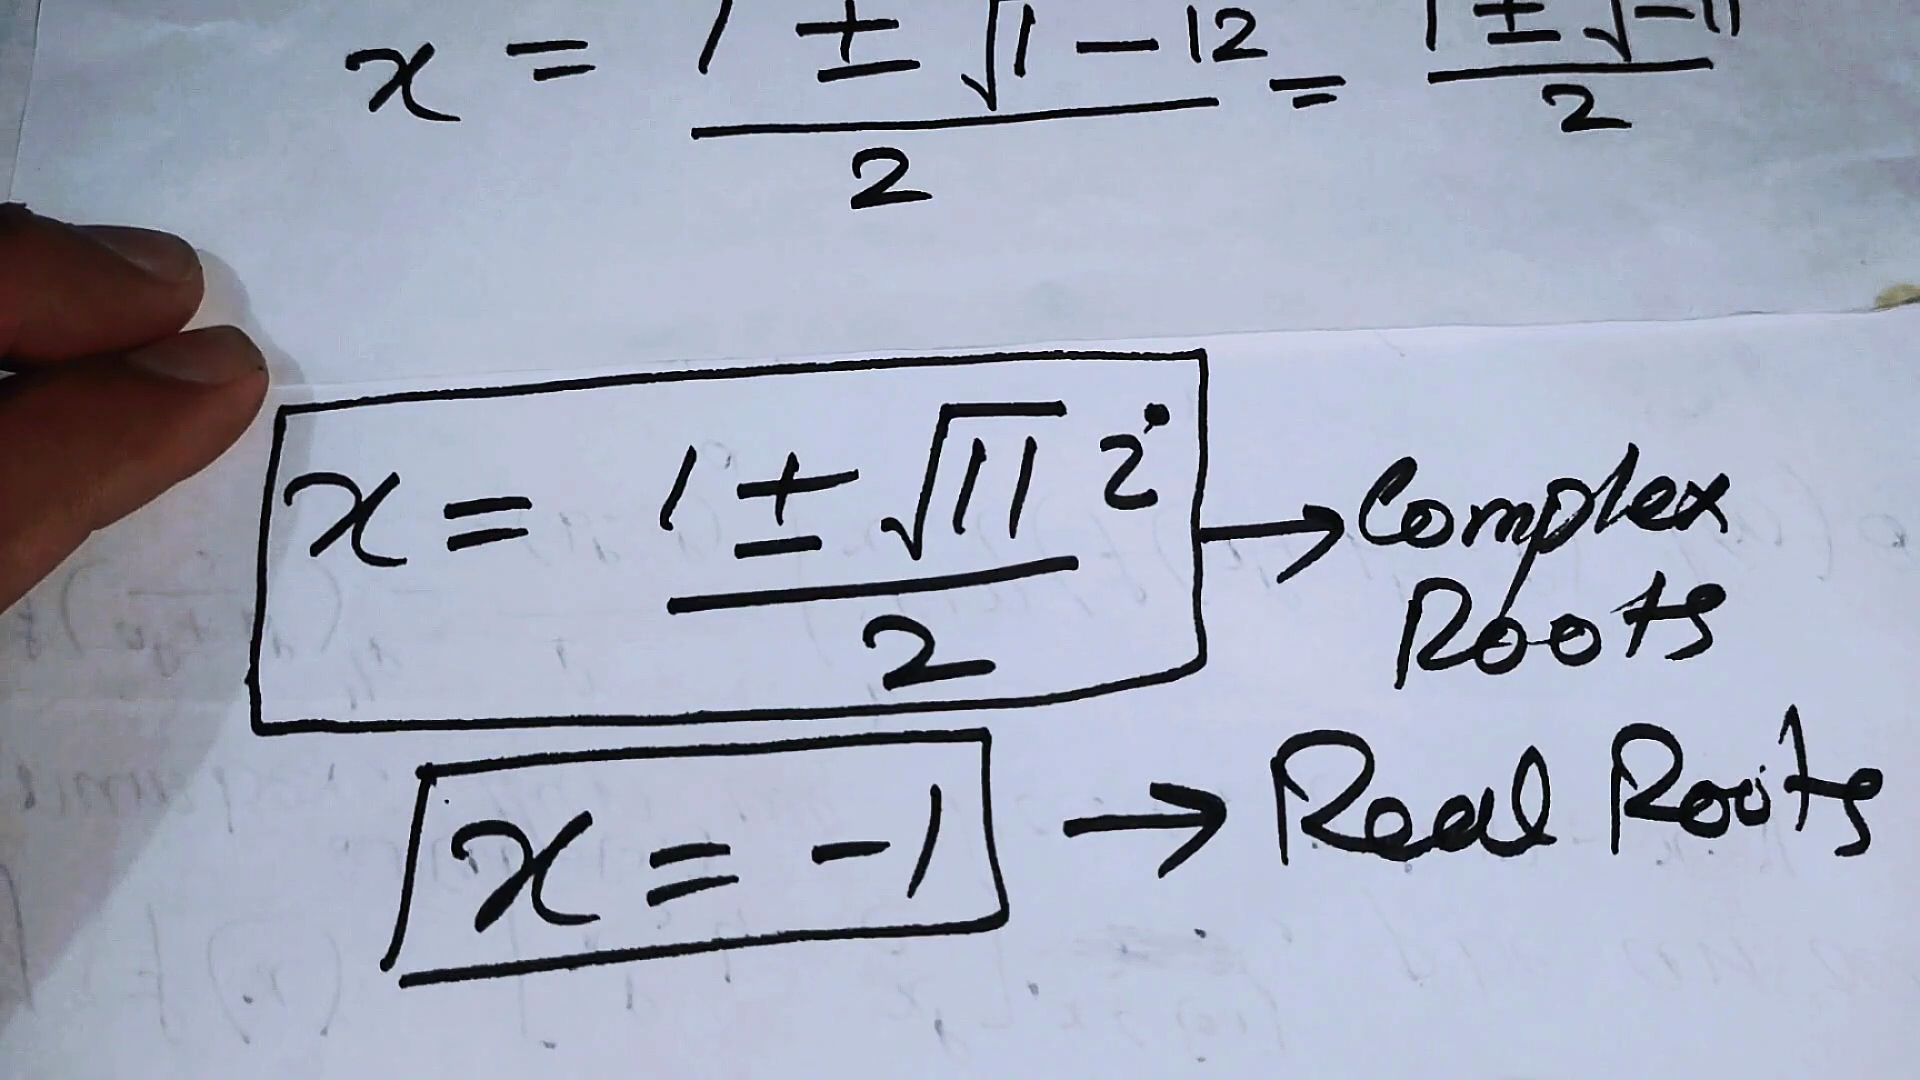 x = 1 ± √1 − 12 / 2 = 1 ± √−11 / 2
x = 1 ± √11 i / 2 → Complex Roots
x = −1 → Real Roots